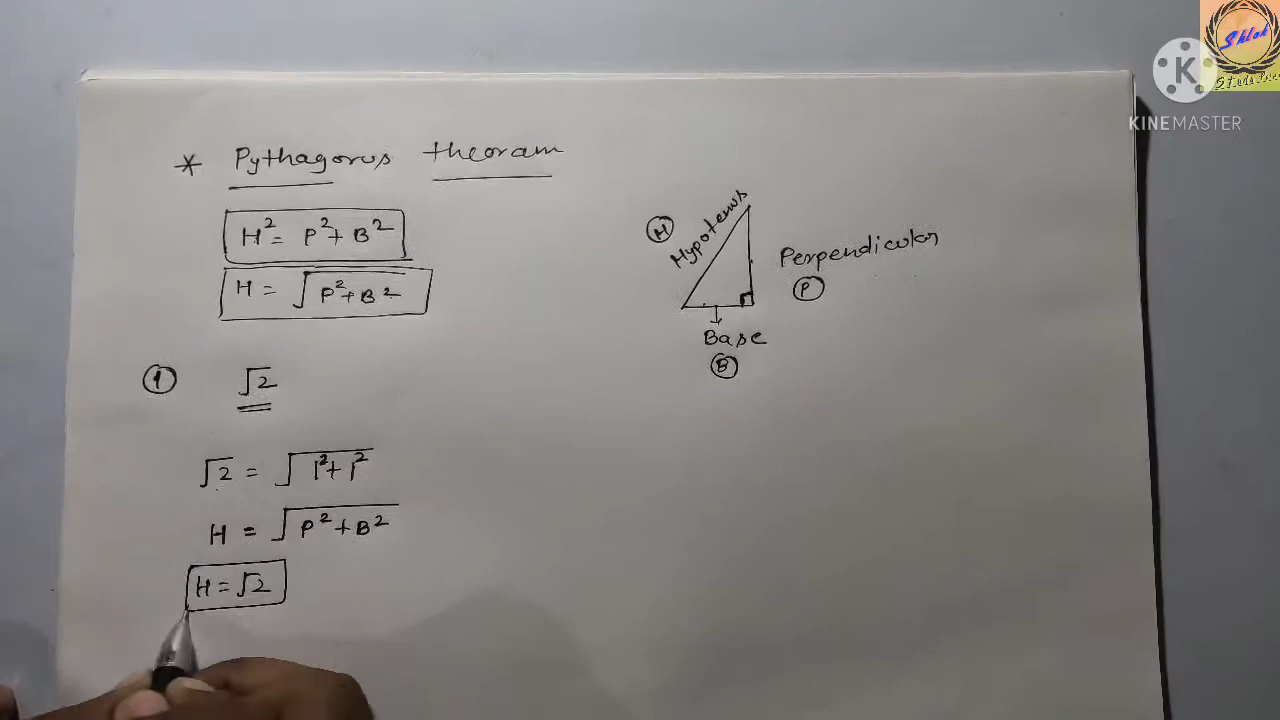 * Pythagorus theoram
H² = P² + B²
H = √P² + B²
① √2
√2 = √1² + 1²
H = √P² + B²
H = √2
Ⓗ Hypotenus
Perpendicular
Ⓟ
Base
Ⓑ
Shlok
K
KINEMASTER